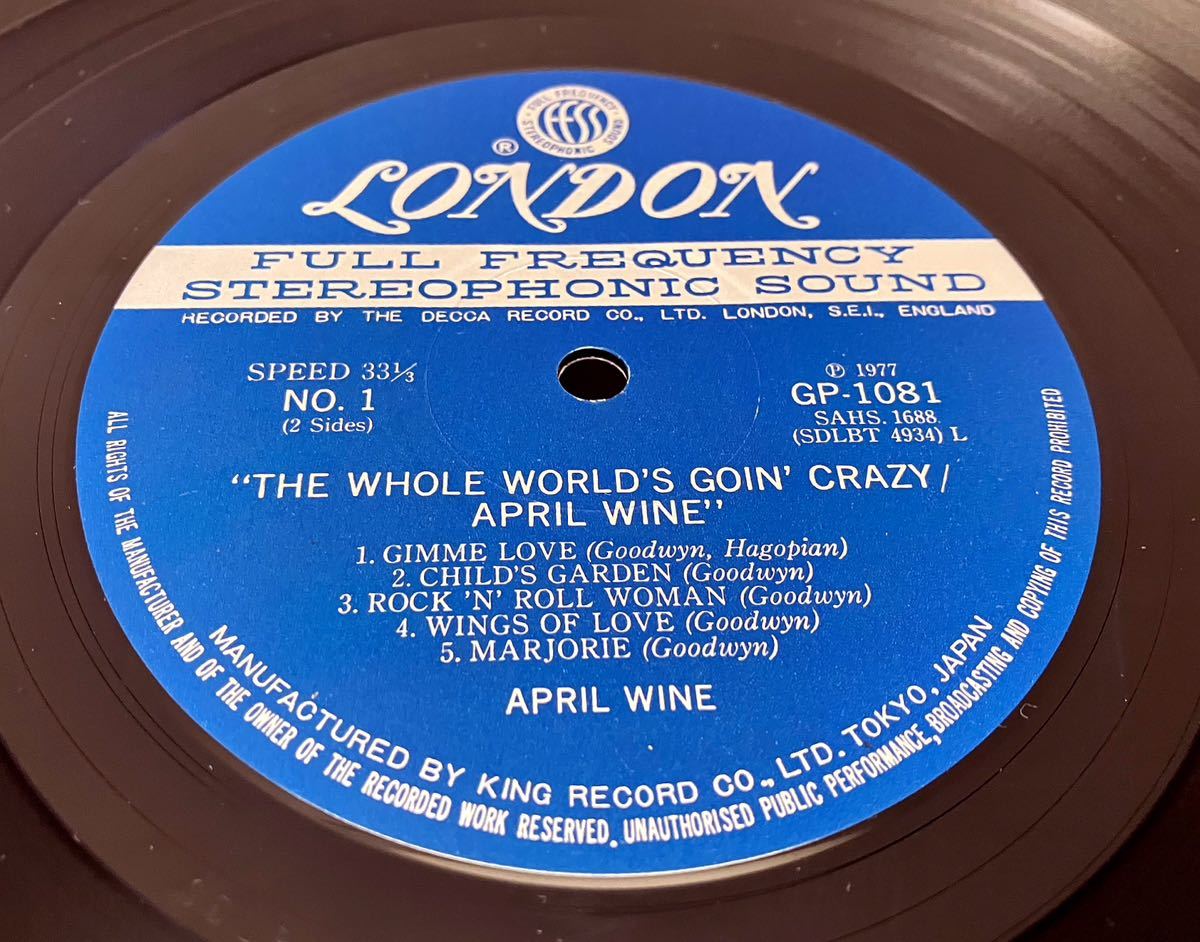 FULL FREQUENCY
FFSS
STEREOPHONIC SOUND
®
LONDON
FULL FREQUENCY
STEREOPHONIC SOUND
RECORDED BY THE DECCA RECORD CO., LTD. LONDON, S.E.I., ENGLAND
SPEED 33⅓
NO. 1
(2 Sides)
Ⓟ 1977
GP-1081
SAHS. 1688.
(SDLBT 4934) L
"THE WHOLE WORLD'S GOIN' CRAZY /
APRIL WINE"
1. GIMME LOVE (Goodwyn, Hagopian)
2. CHILD'S GARDEN (Goodwyn)
3. ROCK 'N' ROLL WOMAN (Goodwyn)
4. WINGS OF LOVE (Goodwyn)
5. MARJORIE (Goodwyn)
APRIL WINE
MANUFACTURED BY KING RECORD CO., LTD. TOKYO, JAPAN
ALL RIGHTS OF THE MANUFACTURER AND OF THE OWNER OF THE RECORDED WORK RESERVED. UNAUTHORISED PUBLIC PERFORMANCE, BROADCASTING AND COPYING OF THIS RECORD PROHIBITED